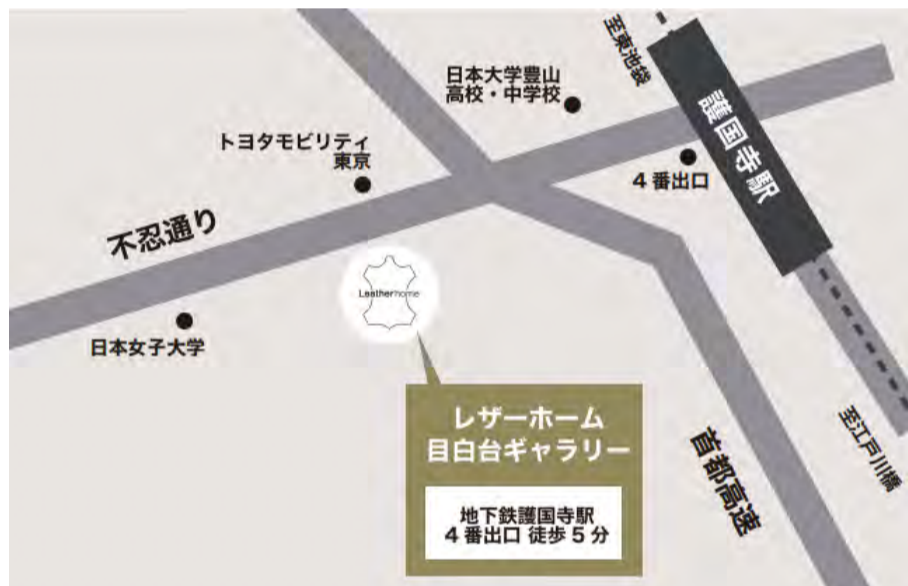 至東池袋
護国寺駅
日本大学豊山
高校・中学校
4番出口
トヨタモビリティ
東京
不忍通り
Leatherhome
日本女子大学
レザーホーム
目白台ギャラリー
地下鉄護国寺駅
4番出口 徒歩5分
首都高速
至江戸川橋